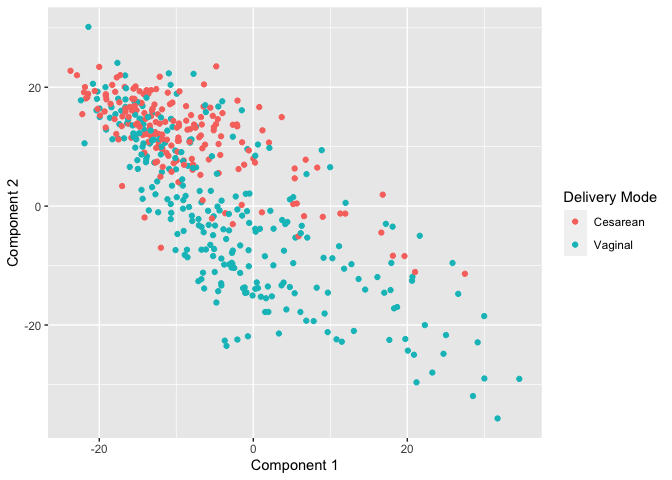 20
0
-20
Component 2
-20
0
20
Component 1
Delivery Mode
Cesarean
Vaginal